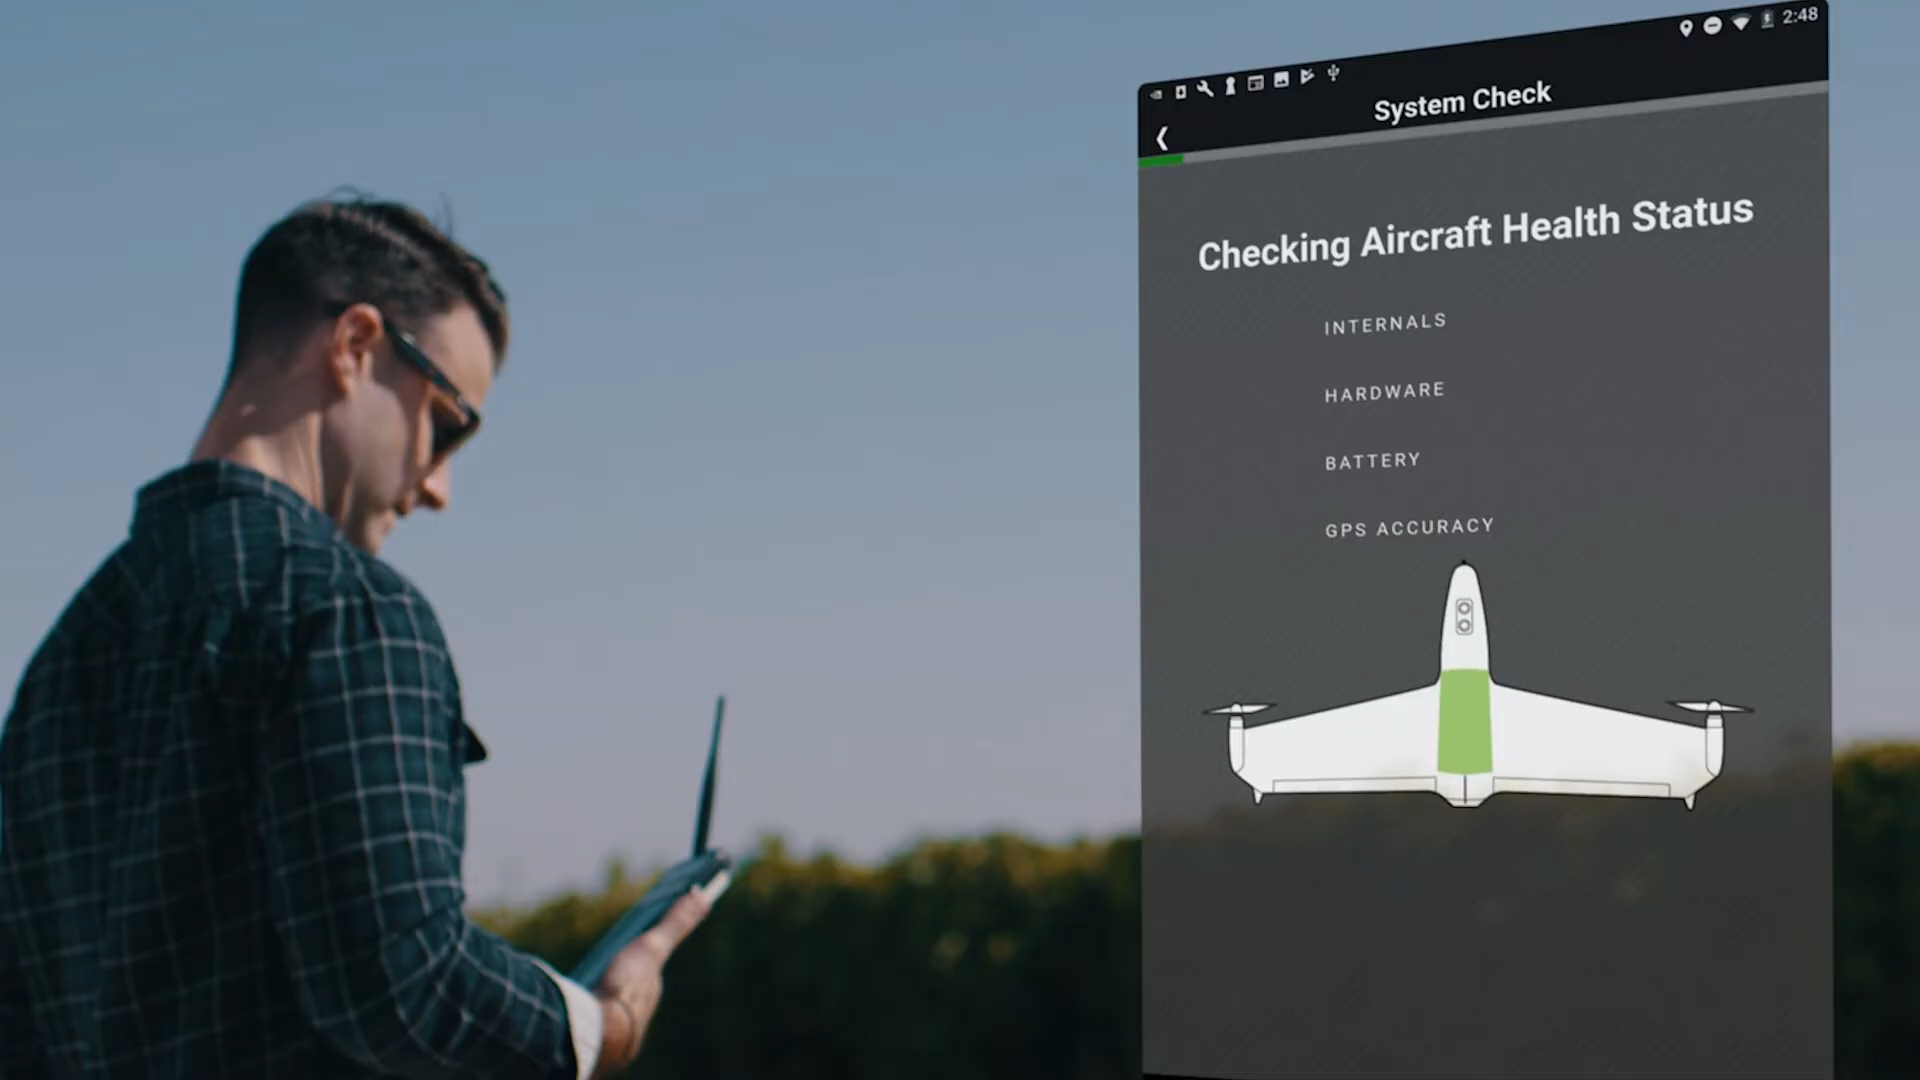 2:48
System Check
Checking Aircraft Health Status
INTERNALS
HARDWARE
BATTERY
GPS ACCURACY